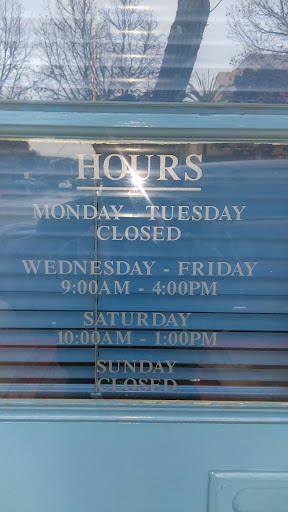 HOURS
MONDAY - TUESDAY
CLOSED
WEDNESDAY - FRIDAY
9:00AM - 4:00PM
SATURDAY
10:00AM - 1:00PM
SUNDAY
CLOSED